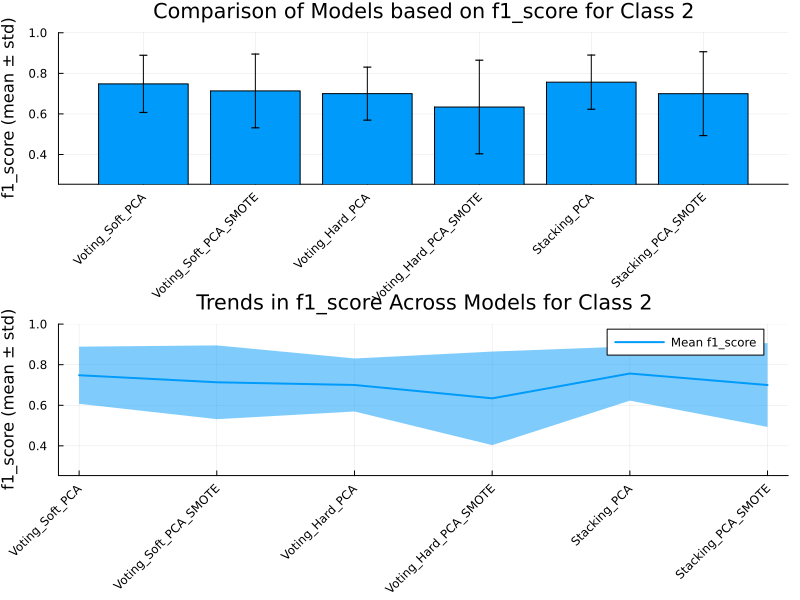 Comparison of Models based on f1_score for Class 2
f1_score (mean ± std)
1.0
0.8
0.6
0.4
Voting_Soft_PCA
Voting_Soft_PCA_SMOTE
Voting_Hard_PCA
Voting_Hard_PCA_SMOTE
Stacking_PCA
Stacking_PCA_SMOTE
Trends in f1_score Across Models for Class 2
f1_score (mean ± std)
1.0
0.8
0.6
0.4
Mean f1_score
Voting_Soft_PCA
Voting_Soft_PCA_SMOTE
Voting_Hard_PCA
Voting_Hard_PCA_SMOTE
Stacking_PCA
Stacking_PCA_SMOTE